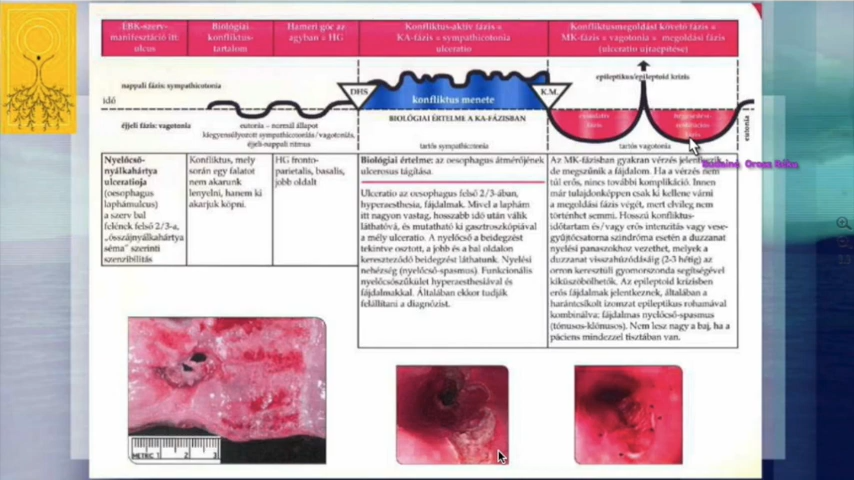 EBK-szerv-
manifesztáció itt:
ulcus
Biológiai
konfliktus-
tartalom
Hameri góc az
agyban = HG
Konfliktus-aktív fázis =
KA-fázis = sympathicotonia
ulceratio
Konfliktusmegoldást követő fázis =
MK-fázis = vagotonia = megoldási fázis
(ulceratio újraépítése)
nappali fázis: sympathicotonia
idő
éjjeli fázis: vagotonia
eutonia = normál állapot
kiegyensúlyozott sympathicotonia/vagotonia,
éjjeli-nappali ritmus
DHS
konfliktus menete
K.M.
BIOLÓGIAI ÉRTELME A KA-FÁZISBAN
tartós sympathicotonia
epileptikus/epileptoid krízis
tartós vagotonia
eutonia
Nyelőcső-
nyálkahártya
ulceratioja
(oesophagus
laphámulcus)
a szerv bal
felének felső 2/3-a,
„összájnyálkahártya
séma” szerinti
szenzibilitás
Konfliktus, mely
során egy falatot
nem akarunk
lenyelni, hanem ki
akarjuk köpni.
HG fronto-
parietalis, basalis,
jobb oldalt
Biológiai értelme: az oesophagus átmérőjének
ulcerosus tágítása.
Ulceratio az oesophagus felső 2/3-ában,
hyperaesthesia, fájdalmak. Mivel a laphám
itt nagyon vastag, hosszabb idő után válik
láthatóvá, és mutatható ki gasztroszkópiával
a mély ulceratio. A nyelőcső a beidegzést
tekintve osztott, a jobb és a bal oldalon
kereszteződő beidegzést láthatunk. Nyelési
nehézség (nyelőcső-spasmus). Funkcionális
nyelőcsőszűkület hyperaesthesiával és
fájdalmakkal. Általában ekkor tudják
felállítani a diagnózist.
Az MK-fázisban gyakran vérzés jelentkezik,
de megszűnik a fájdalom. Ha a vérzés nem
túl erős, nincs további komplikáció. Innen
már tulajdonképpen csak ki kellene várni
a megoldási fázis végét, mert elvileg nem
történhet semmi. Hosszú konfliktus-
időtartam és/vagy erős intenzitás vagy vese-
gyűjtőcsatorna szindróma esetén a duzzanat
nyelési panaszokhoz vezethet, melyek a
duzzanat visszahúzódásáig (2-3 hétig) az
orron keresztüli gyomorszonda segítségével
kiküszöbölhetők. Az epileptoid krízisben
erős fájdalmak jelentkeznek, általában a
harántcsíkolt izomzat epileptikus rohamával
kombinálva: fájdalmas nyelőcső-spasmus
(tónusos-klónusos). Nem lesz nagy a baj, ha a
páciens mindezzel tisztában van.
METRIC 1 2 3